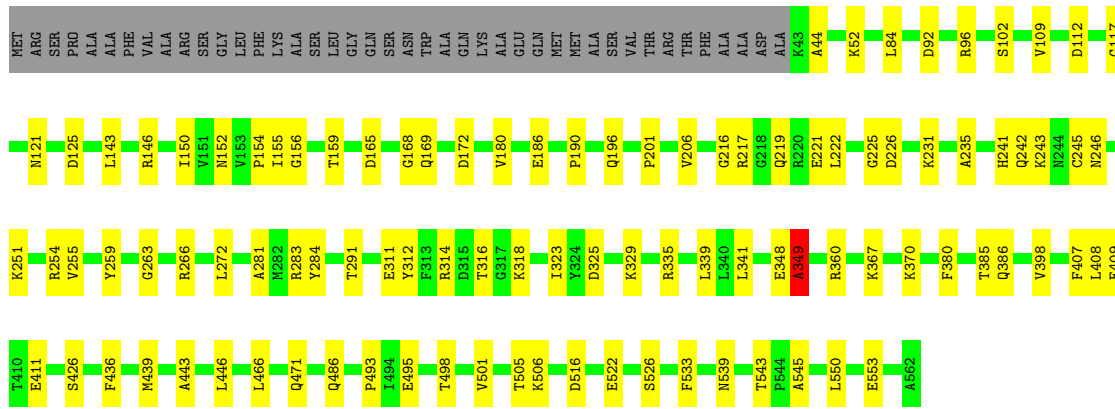 MET ARG SER PRO ALA ALA PHE VAL ALA ARG SER GLY LEU PHE LYS ALA SER LEU GLY GLN SER ASN TRP ALA GLN LYS ALA GLU GLN MET MET ALA SER VAL THR ARG THR PHE ALA ALA ASP ALA K43 A44 K52 L84 D92 R96 S102 V109 D112 G117
N121 D125 L143 R146 I150 V151 N152 V153 P154 I155 G156 T159 D165 G168 Q169 D172 V180 E186 P190 Q196 P201 V206 G216 R217 G218 Q219 R220 E221 L222 G225 D226 K231 A235 H241 Q242 K243 N244 C245 N246
K251 R254 V255 Y259 G263 R266 L272 A281 M282 R283 Y284 T291 E311 Y312 F313 R314 D315 T316 G317 K318 I323 Y324 D325 K329 R335 L339 L340 L341 E348 A349 R360 K367 K370 F380 T385 Q386 V398 F407 L408
T410 E411 S426 F436 M439 A443 L446 L466 Q471 Q486 P493 I494 E495 T498 V501 T505 K506 D516 E522 S526 F533 N539 T543 P544 A545 L550 E553 A562